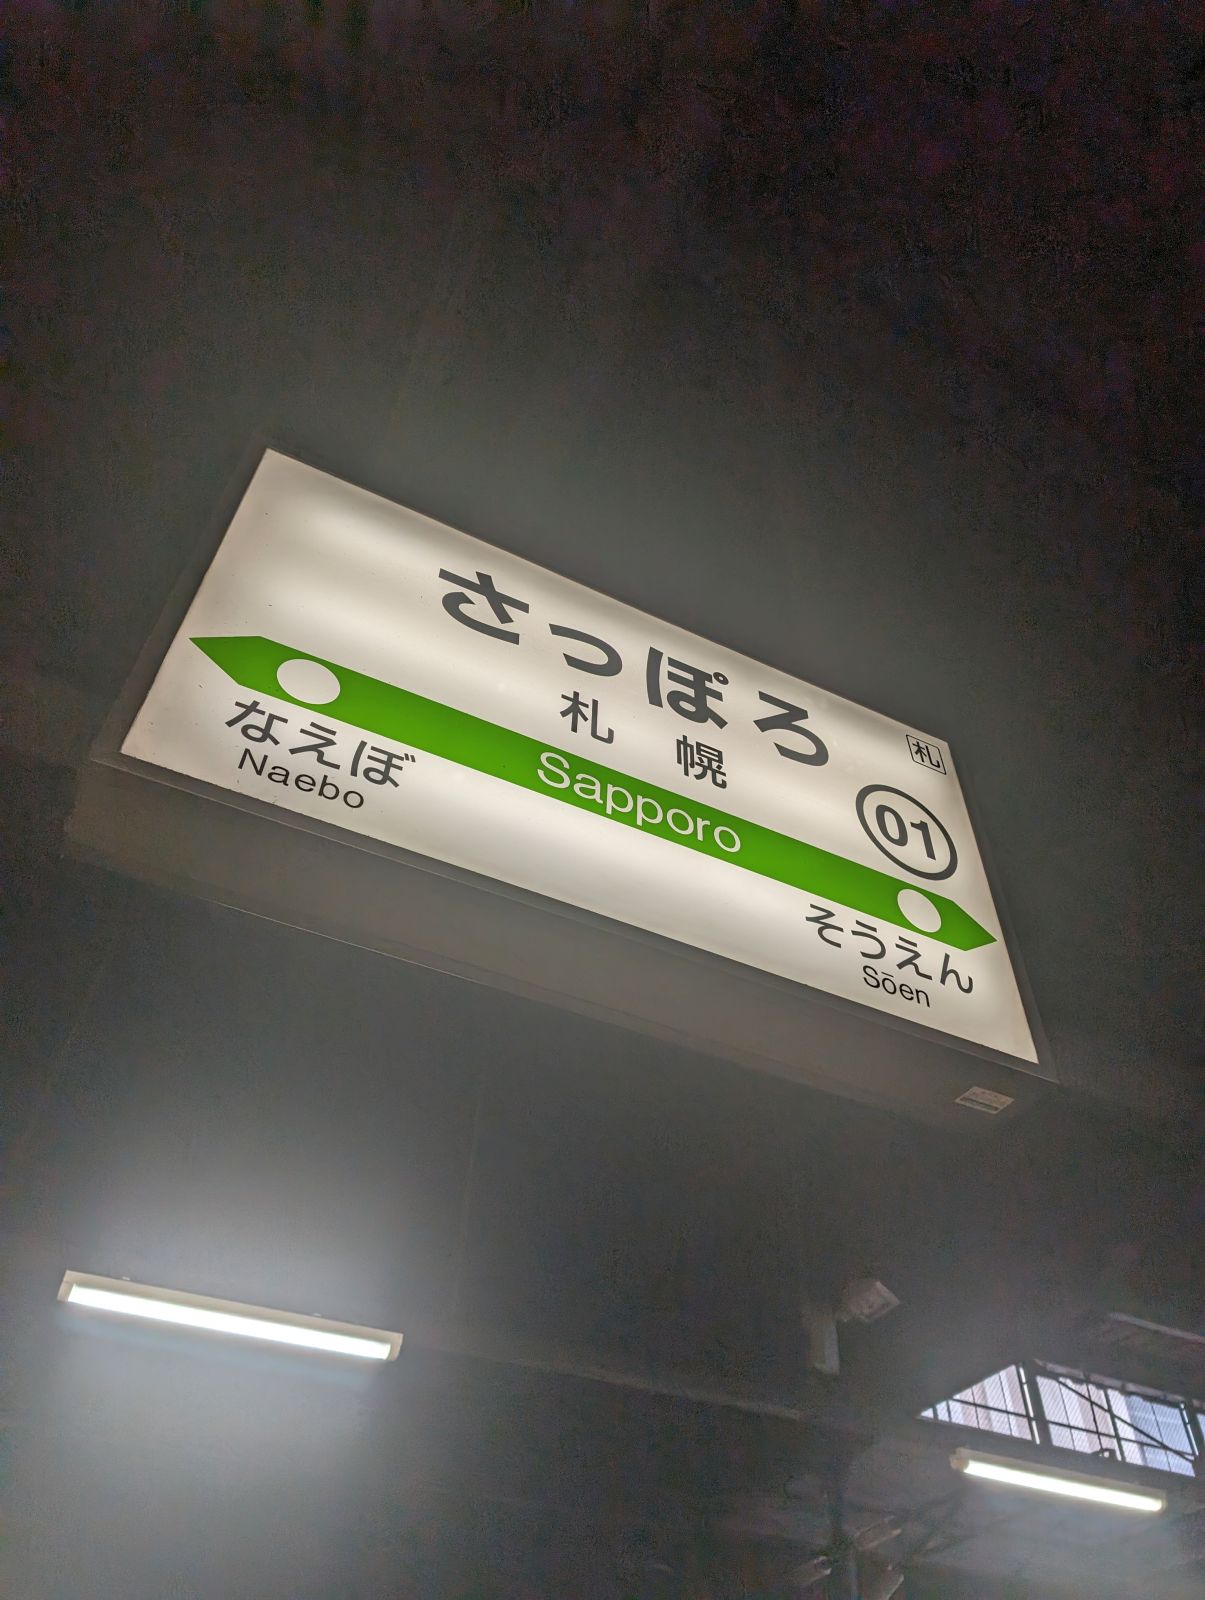 さっぽろ
札幌
札
01
Sapporo
なえぼ
Naebo
そうえん
Sōen